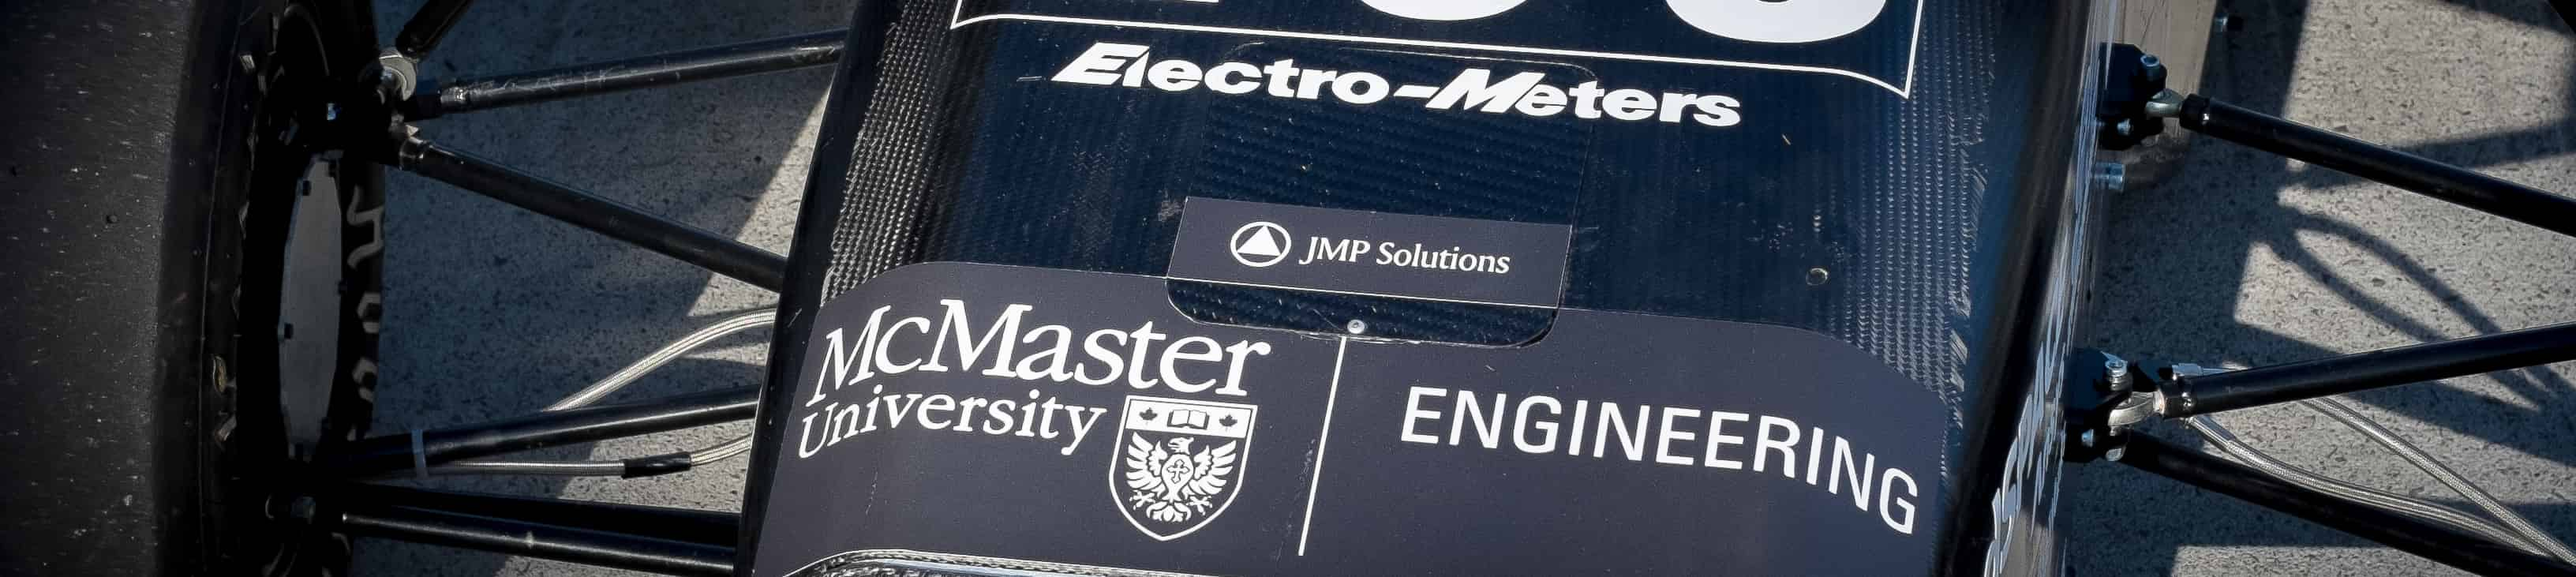 Electro-Meters
JMP Solutions
McMaster
University
ENGINEERING